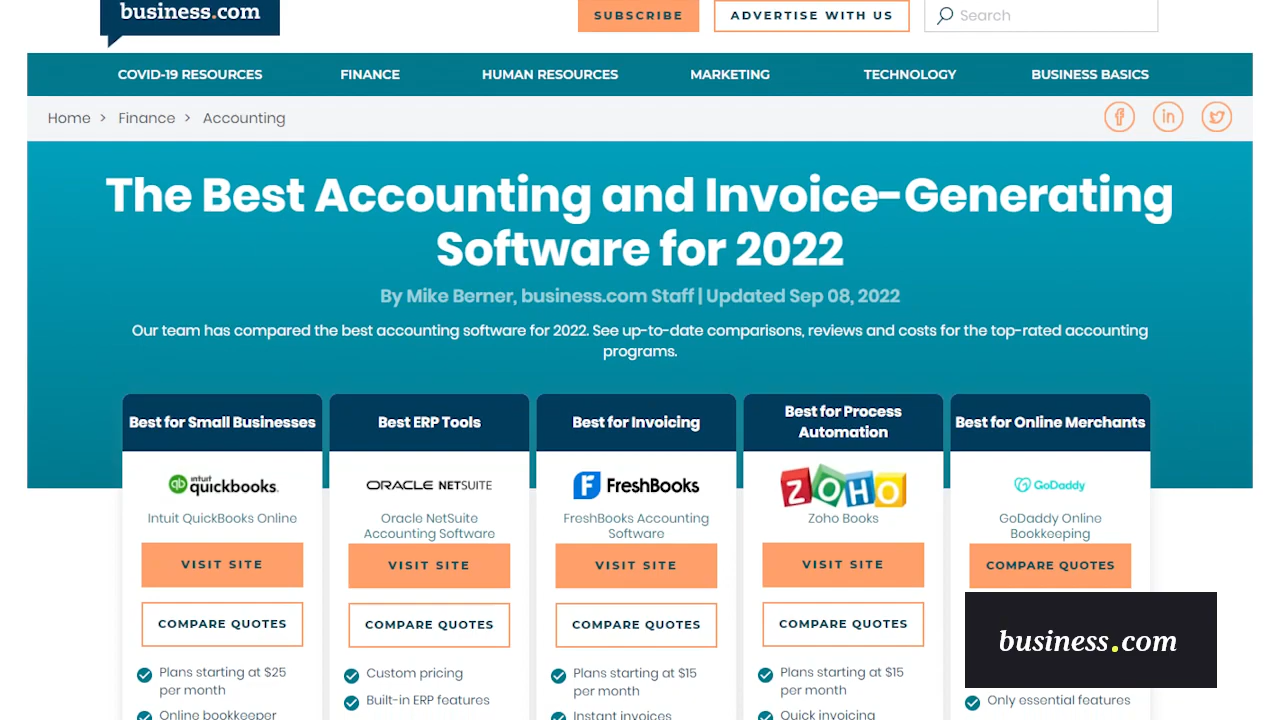 business.com
SUBSCRIBE
ADVERTISE WITH US
Search
COVID-19 RESOURCES
FINANCE
HUMAN RESOURCES
MARKETING
TECHNOLOGY
BUSINESS BASICS
Home > Finance > Accounting
The Best Accounting and Invoice-Generating
Software for 2022
By Mike Berner, business.com Staff | Updated Sep 08, 2022
Our team has compared the best accounting software for 2022. See up-to-date comparisons, reviews and costs for the top-rated accounting
programs.
Best for Small Businesses
intuit
quickbooks.
Intuit QuickBooks Online
VISIT SITE
COMPARE QUOTES
Plans starting at $25
per month
Online bookkeeper
Best ERP Tools
ORACLE NETSUITE
Oracle NetSuite
Accounting Software
VISIT SITE
COMPARE QUOTES
Custom pricing
Built-in ERP features
Best for Invoicing
FreshBooks
FreshBooks Accounting
Software
VISIT SITE
COMPARE QUOTES
Plans starting at $15
per month
Instant invoices
Best for Process
Automation
ZOHO
Zoho Books
VISIT SITE
COMPARE QUOTES
Plans starting at $15
per month
Quick invoicing
Best for Online Merchants
GoDaddy
GoDaddy Online
Bookkeeping
COMPARE QUOTES
business.com
Only essential features